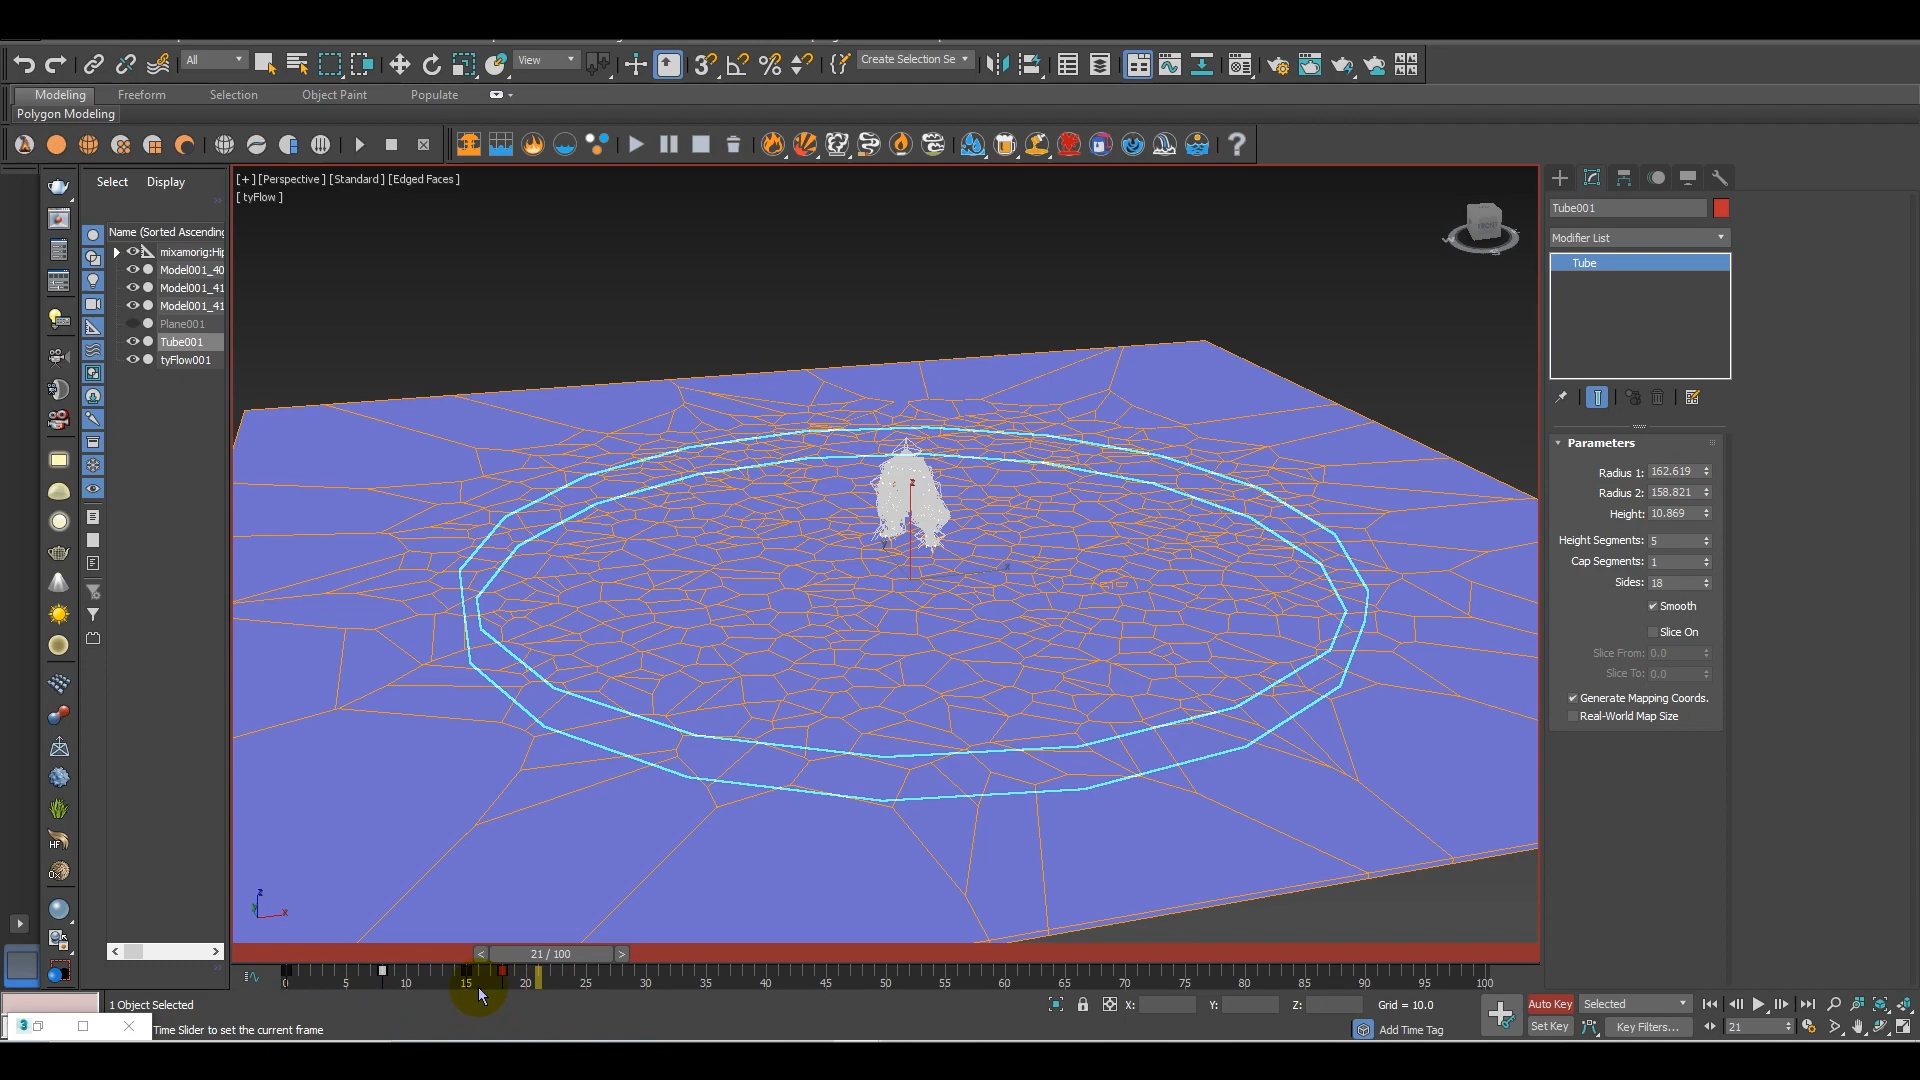 All
View
Create Selection Se
Modeling
Freeform
Selection
Object Paint
Populate
Polygon Modeling
Select
Display
[+] [Perspective] [Standard] [Edged Faces]
[ tyFlow ]
Name (Sorted Ascending
mixamorig:Hip
Model001_40
Model001_41
Model001_41
Plane001
Tube001
tyFlow001
Tube001
Modifier List
Tube
Parameters
Radius 1: 162.619
Radius 2: 158.821
Height: 10.869
Height Segments: 5
Cap Segments: 1
Sides: 18
Smooth
Slice On
Slice From: 0.0
Slice To: 0.0
Generate Mapping Coords.
Real-World Map Size
FRONT
HF
z
x
z
x
< 21 / 100 >
0 5 10 15 20 25 30 35 40 45 50 55 60 65 70 75 80 85 90 95 100
1 Object Selected
X:
Y:
Z:
Grid = 10.0
Auto Key
Selected
3
Time Slider to set the current frame
Add Time Tag
Set Key
Key Filters...
21